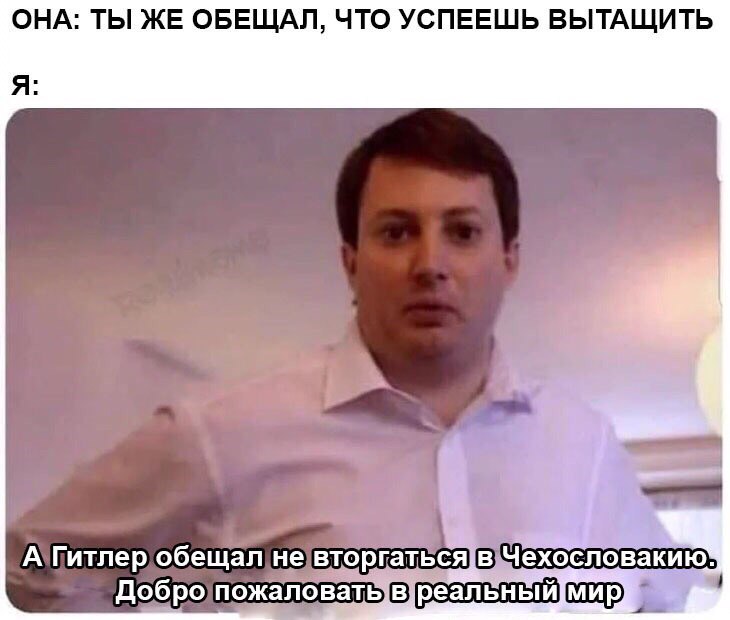 ОНА: ТЫ ЖЕ ОБЕЩАЛ, ЧТО УСПЕЕШЬ ВЫТАЩИТЬ
Я:
А Гитлер обещал не вторгаться в Чехословакию.
Добро пожаловать в реальный мир